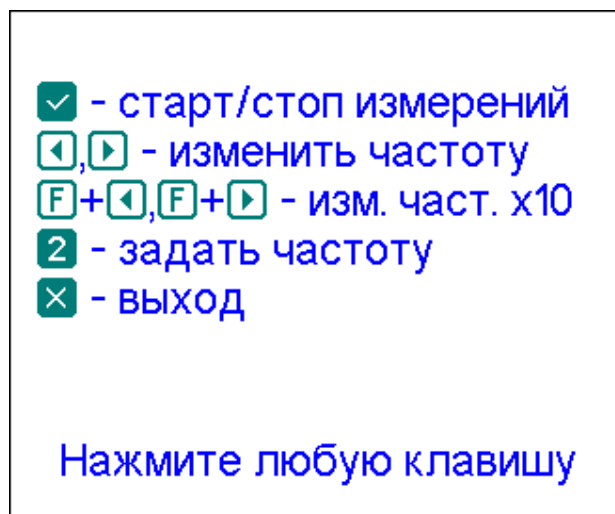 ✓ - старт/стоп измерений
◄,► - изменить частоту
F+◄,F+► - изм. част. x10
2 - задать частоту
✕ - выход
Нажмите любую клавишу